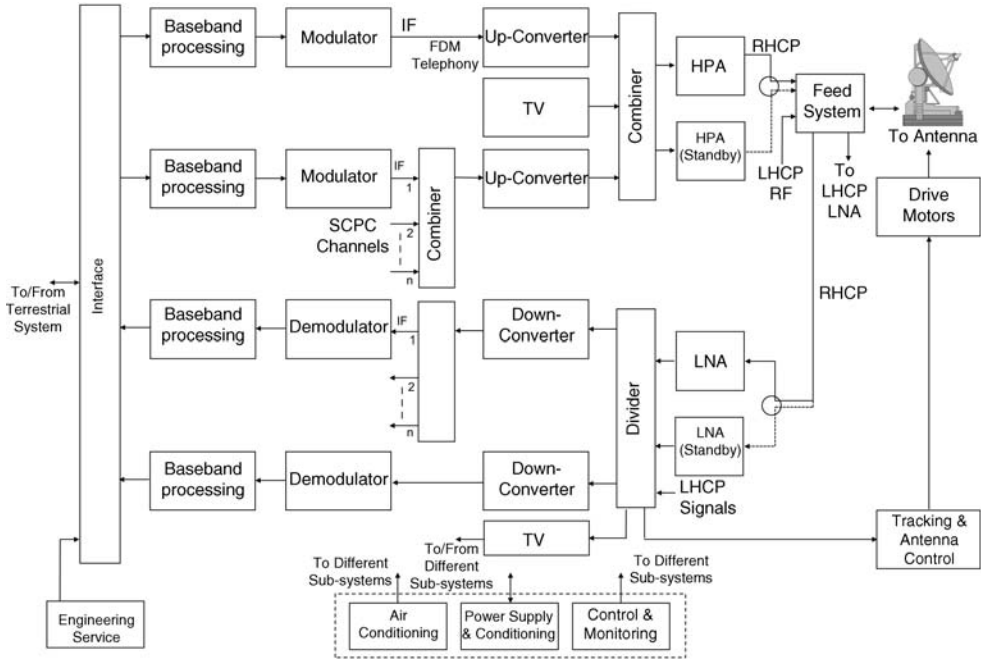 Baseband
processing
Modulator
IF
FDM
Telephony
Up-Converter
TV
Combiner
HPA
RHCP
HPA
(Standby)
Feed
System
LHCP
RF
To
LHCP
LNA
To Antenna
Drive
Motors
Baseband
processing
Modulator
IF
1
SCPC
Channels
2
n
Combiner
Up-Converter
To/From
Terrestrial
System
Interface
Baseband
processing
Demodulator
IF
1
2
n
Down-
Converter
Divider
LNA
LNA
(Standby)
RHCP
LHCP
Signals
Baseband
processing
Demodulator
Down-
Converter
TV
Tracking &
Antenna
Control
Engineering
Service
To Different
Sub-systems
To/From
Different
Sub-systems
To Different
Sub-systems
Air
Conditioning
Power Supply
& Conditioning
Control &
Monitoring